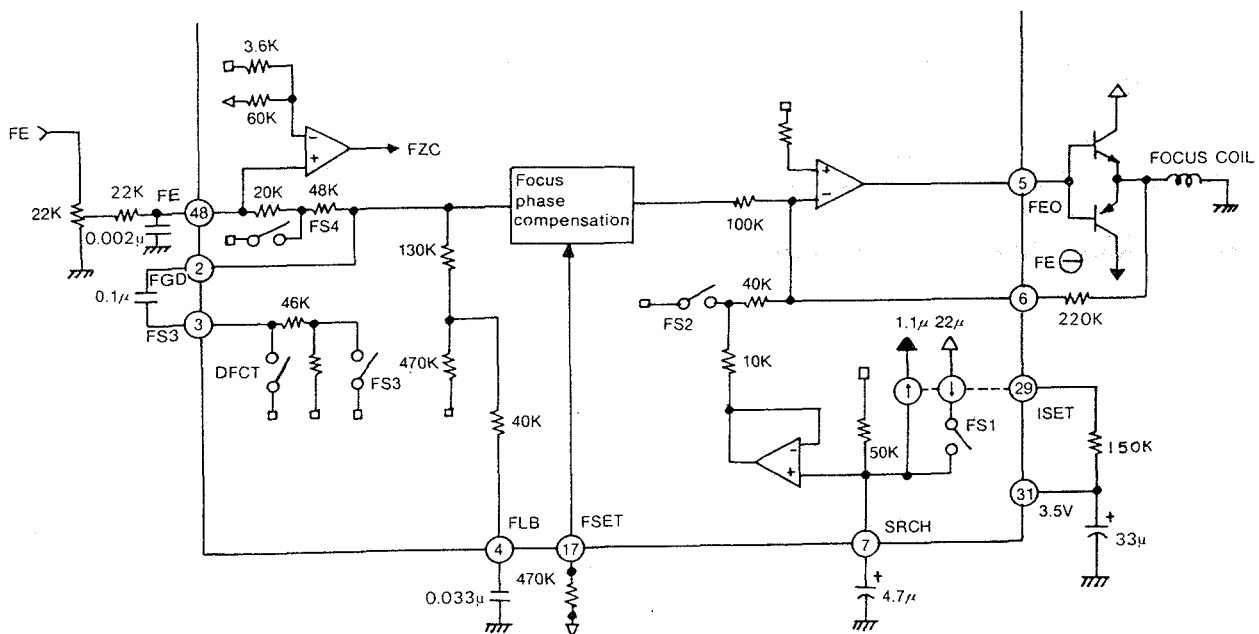 3.6K
60K
FZC
FE
22K
22K
FE
48
0.002μ
20K
48K
FS4
FGD
2
0.1μ
3
FS3
46K
DFCT
FS3
130K
470K
40K
Focus
phase
compensation
100K
5
FEO
FOCUS COIL
FE ⊖
6
220K
FS2
40K
10K
1.1μ 22μ
↑
↓
29
ISET
FS1
50K
150K
31
3.5V
+
33μ
FLB
4
FSET
17
SRCH
7
470K
0.033μ
+
4.7μ